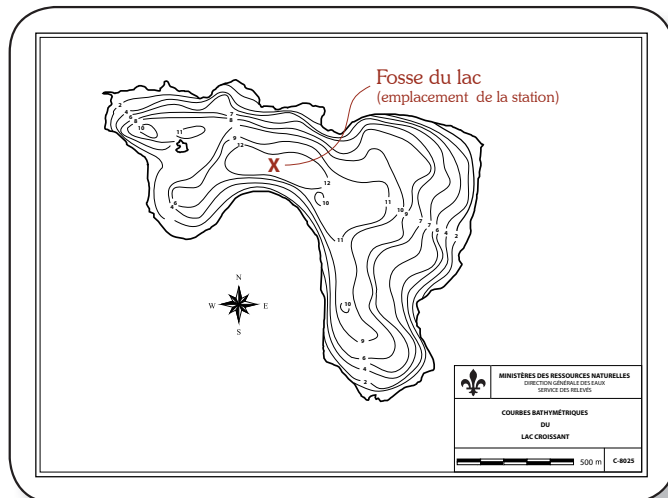 Fosse du lac
(emplacement de la station)
2
4
6
8
10
11
7
8
9
12
X
12
10
11
10
9
7
7
6
4
2
6
4
11
10
9
6
4
2
N
W E
S
MINISTÈRES DES RESSOURCES NATURELLES
DIRECTION GÉNÉRALE DES EAUX
SERVICE DES RELEVÉS
COURBES BATHYMÉTRIQUES
DU
LAC CROISSANT
500 m C-8025